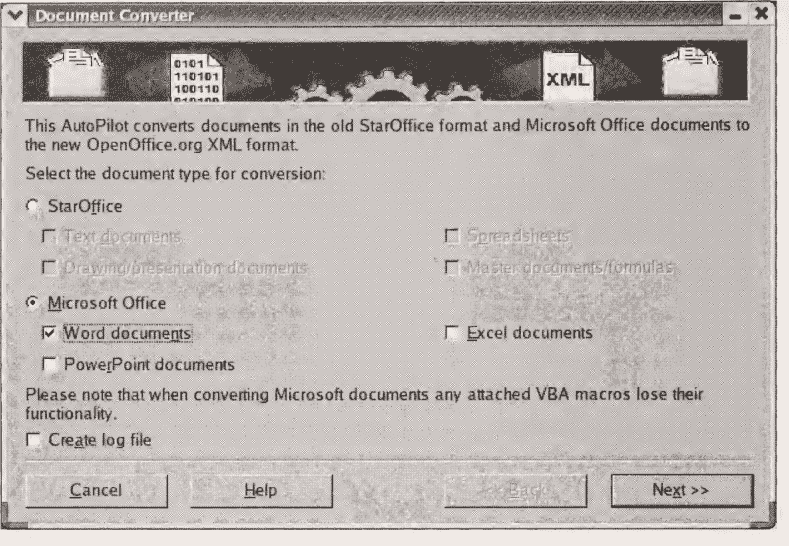 Document Converter
0101
110101
100110
010100
XML
This AutoPilot converts documents in the old StarOffice format and Microsoft Office documents to
the new OpenOffice.org XML format.
Select the document type for conversion:
StarOffice
Text documents
Spreadsheets
Drawing/presentation documents
Master documents/formulas
Microsoft Office
Word documents
Excel documents
PowerPoint documents
Please note that when converting Microsoft documents any attached VBA macros lose their
functionality.
Create log file
Cancel
Help
<< Back
Next >>